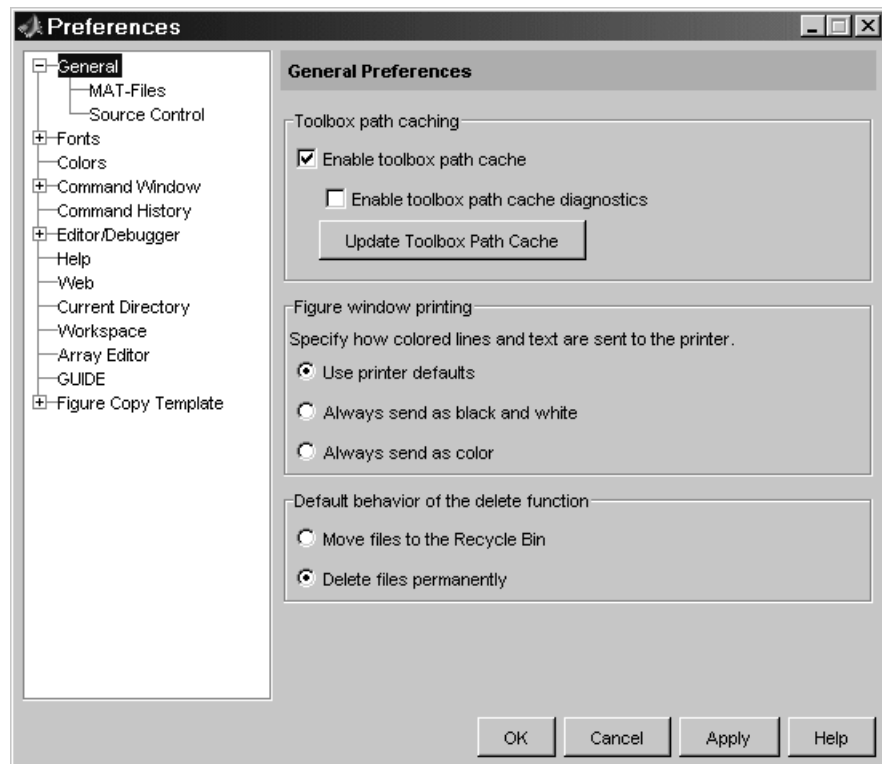 Preferences
General
MAT-Files
Source Control
Fonts
Colors
Command Window
Command History
Editor/Debugger
Help
Web
Current Directory
Workspace
Array Editor
GUIDE
Figure Copy Template
General Preferences
Toolbox path caching
Enable toolbox path cache
Enable toolbox path cache diagnostics
Update Toolbox Path Cache
Figure window printing
Specify how colored lines and text are sent to the printer.
Use printer defaults
Always send as black and white
Always send as color
Default behavior of the delete function
Move files to the Recycle Bin
Delete files permanently
OK Cancel Apply Help